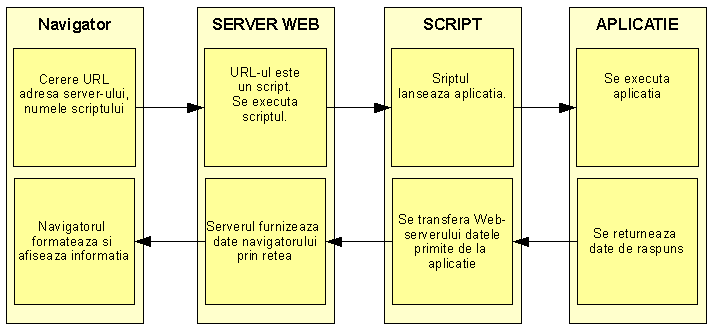 Navigator
Cerere URL
adresa server-ului,
numele scriptului
Navigatorul
formateaza si
afiseaza informatia
SERVER WEB
URL-ul este
un script.
Se executa
scriptul.
Serverul furnizeaza
date navigatorului
prin retea
SCRIPT
Sriptul
lanseaza aplicatia.
Se transfera Web-
serverului datele
primite de la
aplicatie
APLICATIE
Se executa
aplicatia
Se returneaza
date de raspuns